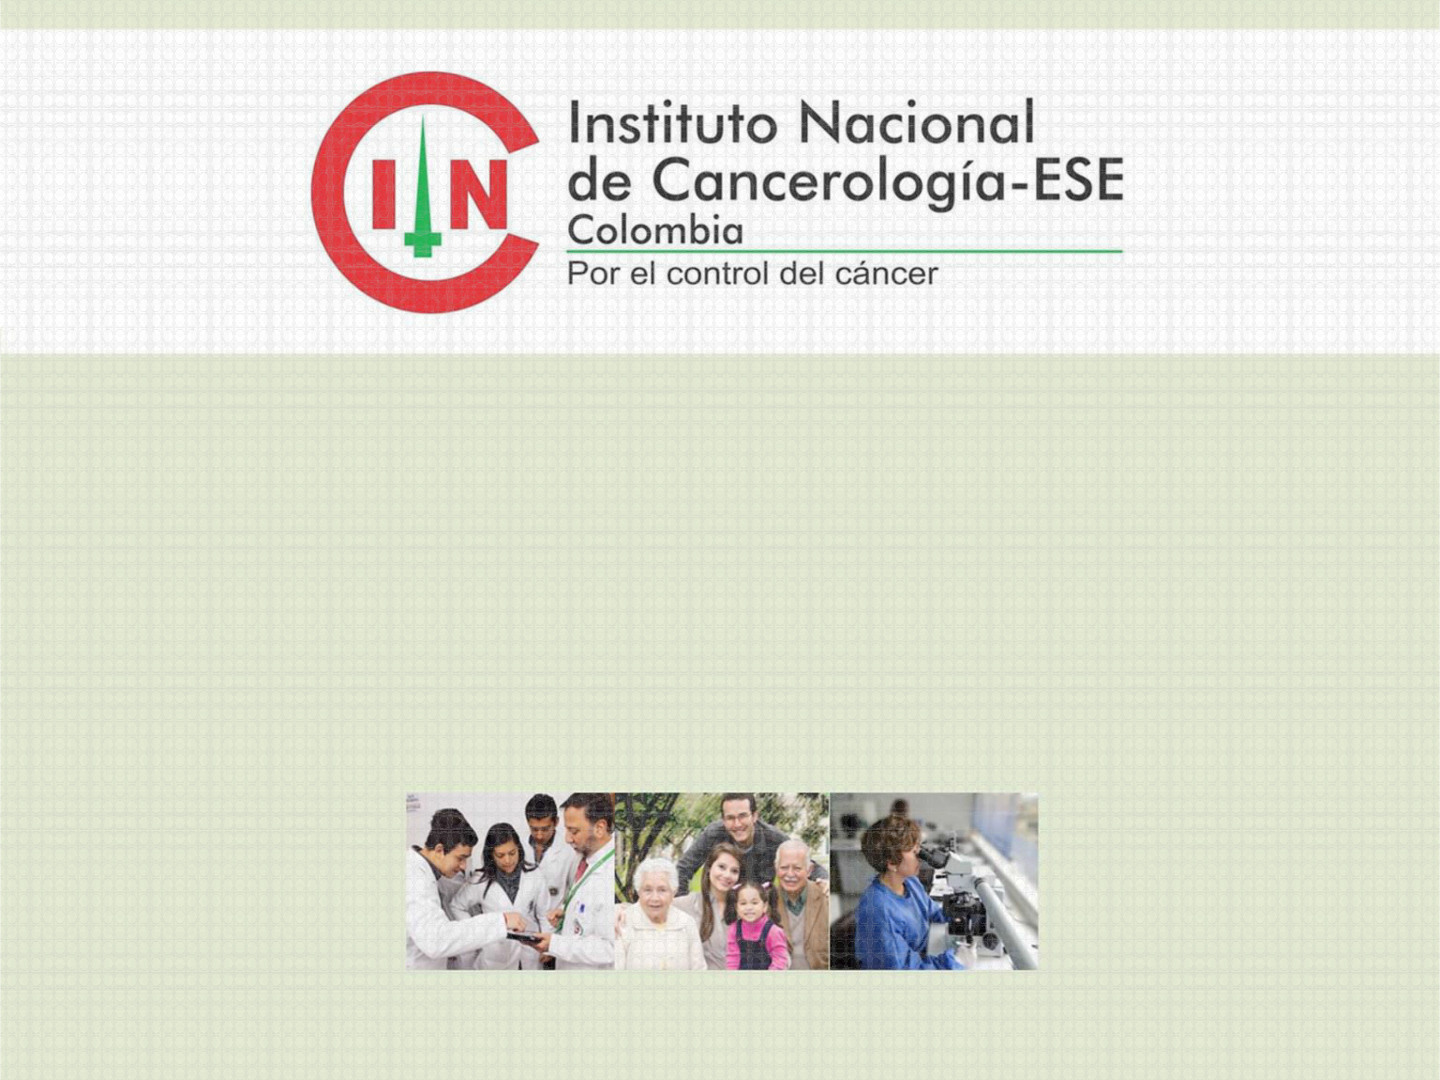 INC
Instituto Nacional
de Cancerología-ESE
Colombia
Por el control del cáncer